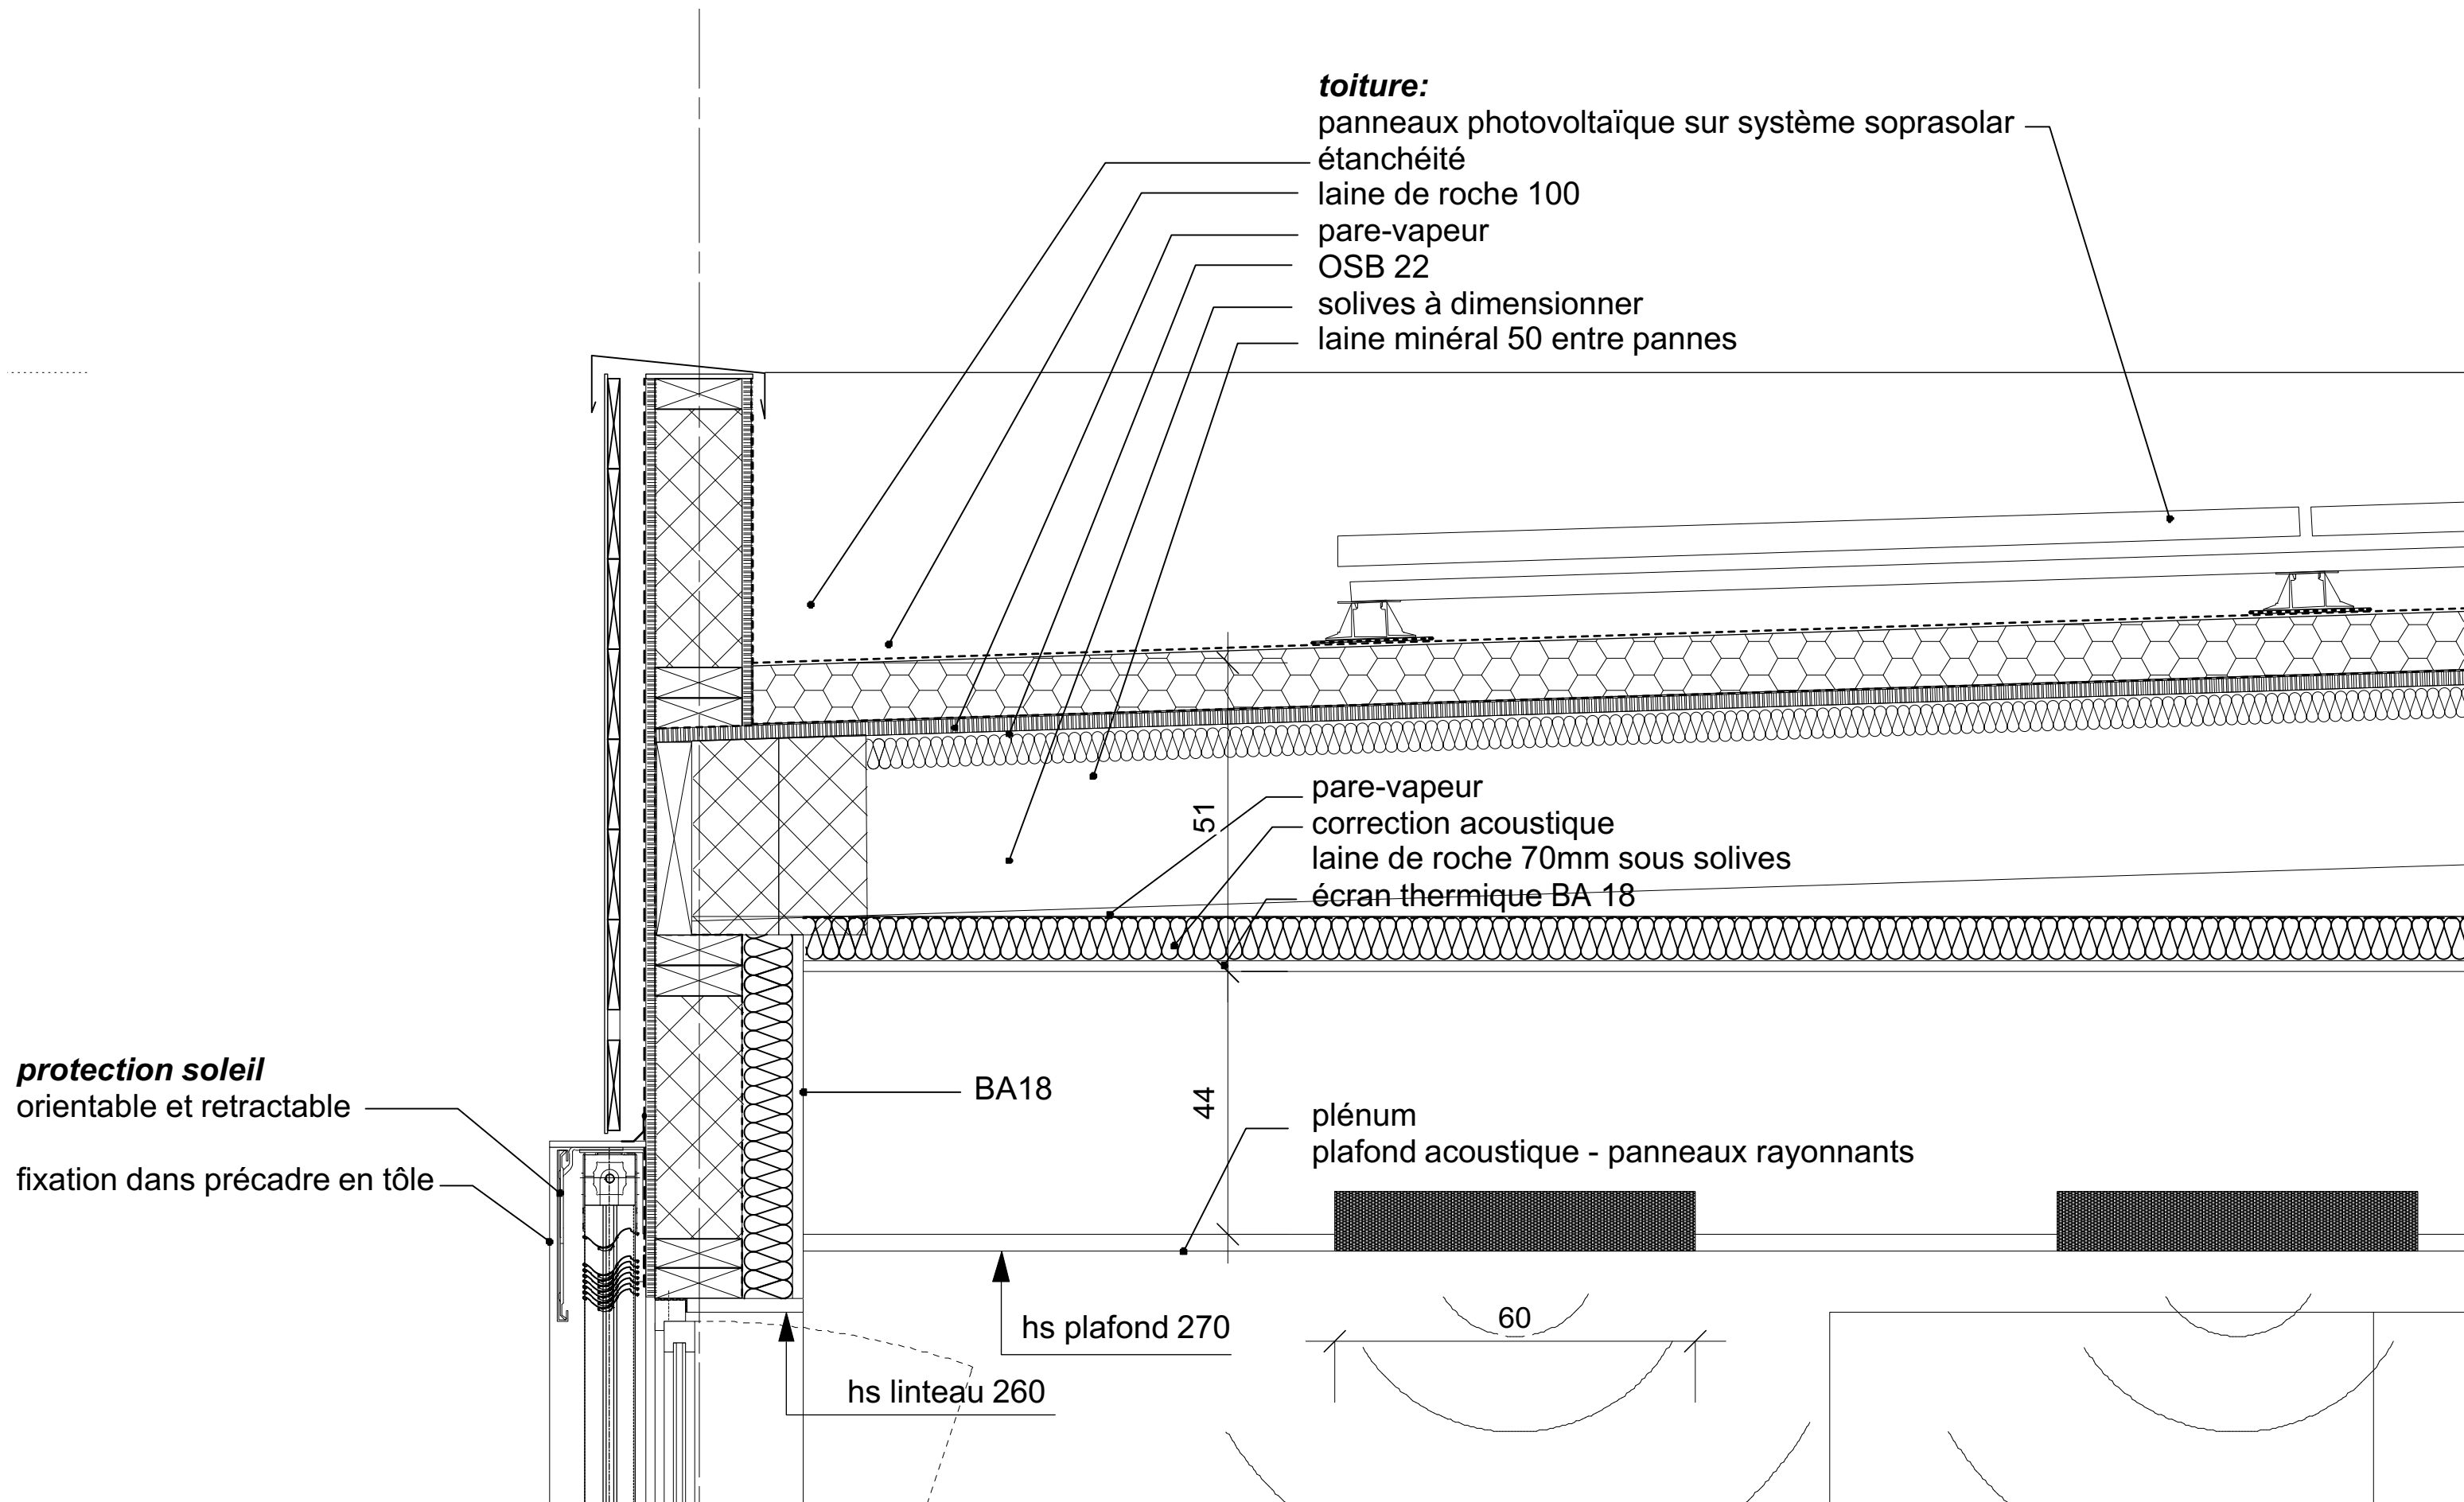 toiture:
panneaux photovoltaïque sur système soprasolar
étanchéité
laine de roche 100
pare-vapeur
OSB 22
solives à dimensionner
laine minéral 50 entre pannes
51
pare-vapeur
correction acoustique
laine de roche 70mm sous solives
écran thermique BA 18
protection soleil
orientable et retractable
fixation dans précadre en tôle
BA18
44
plénum
plafond acoustique - panneaux rayonnants
hs plafond 270
60
hs linteau 260